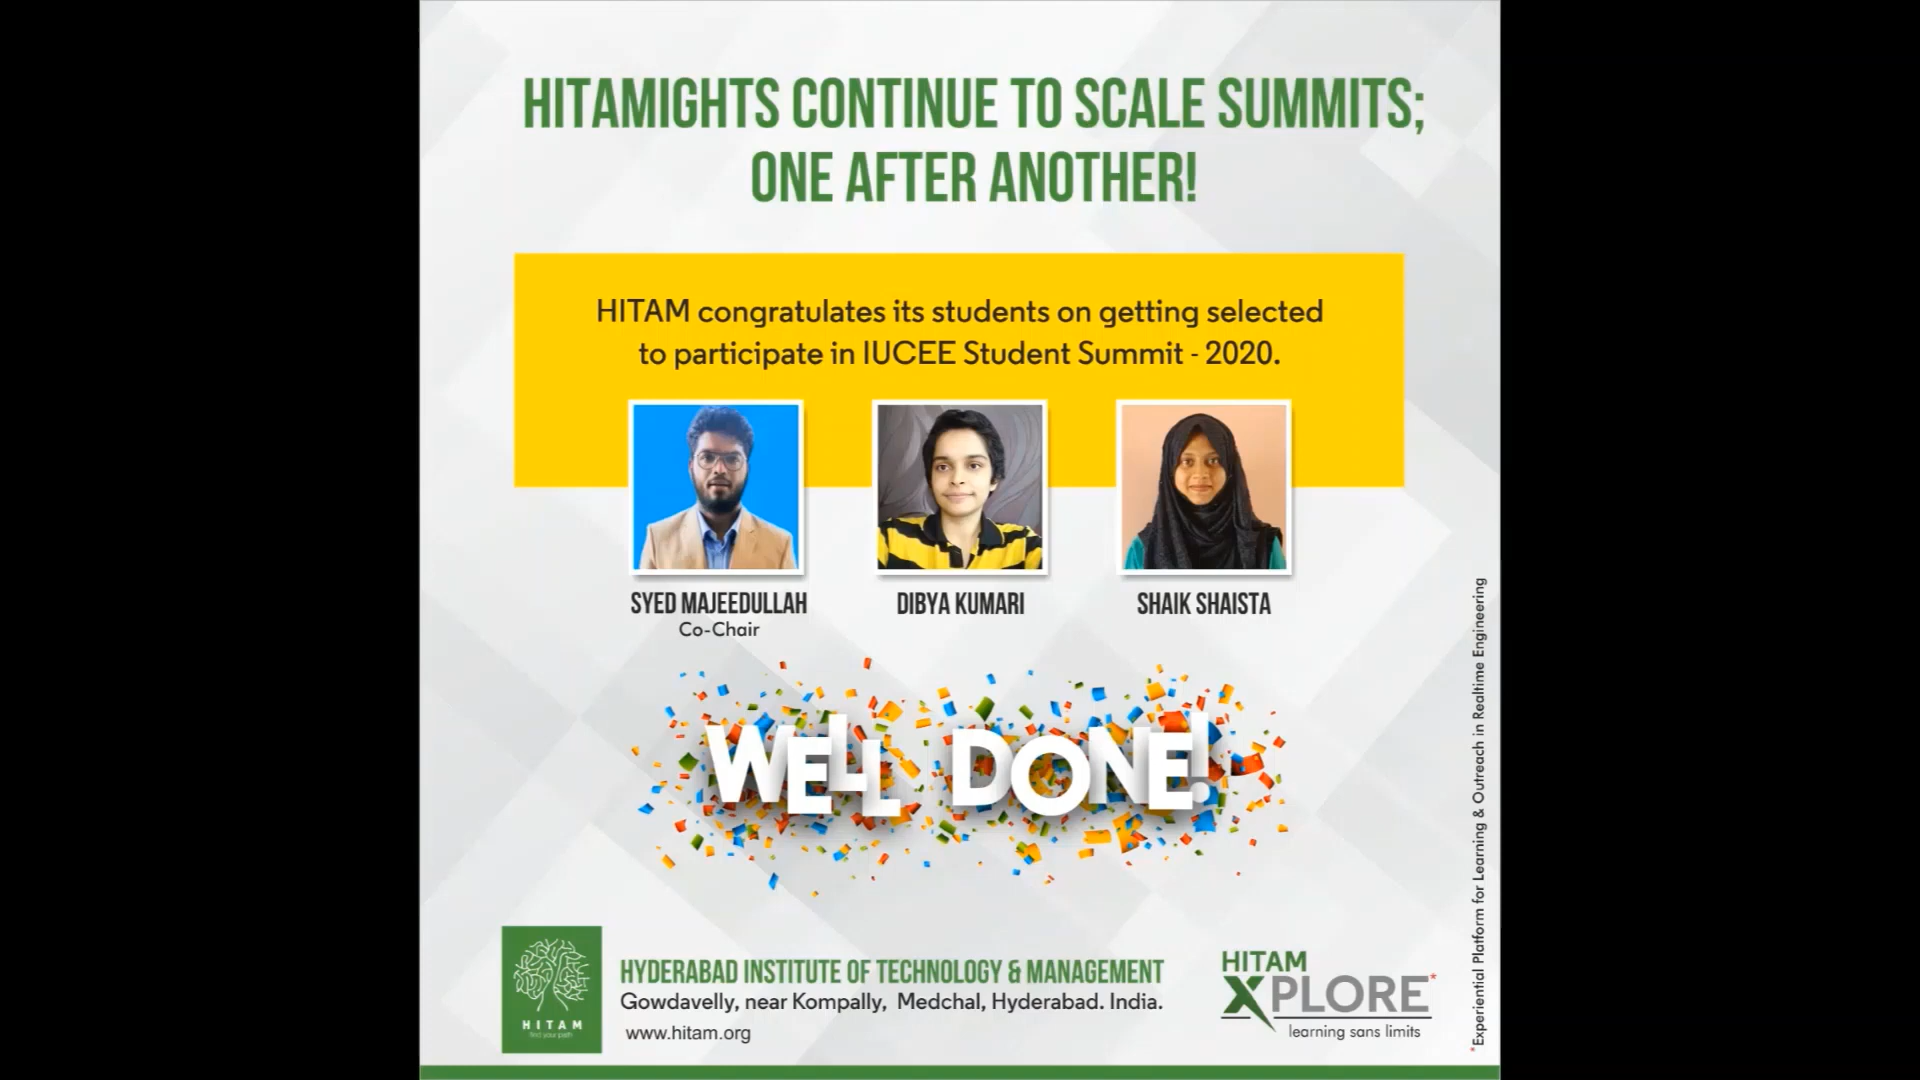 HITAMIGHTS CONTINUE TO SCALE SUMMITS;
ONE AFTER ANOTHER!
HITAM congratulates its students on getting selected
to participate in IUCEE Student Summit - 2020.
SYED MAJEEDULLAH
Co-Chair
DIBYA KUMARI
SHAIK SHAISTA
WELL DONE!
HITAM
find your path
HYDERABAD INSTITUTE OF TECHNOLOGY & MANAGEMENT
Gowdavelly, near Kompally, Medchal, Hyderabad. India.
www.hitam.org
HITAM
XPLORE*
learning sans limits
*Experiential Platform for Learning & Outreach in Realtime Engineering